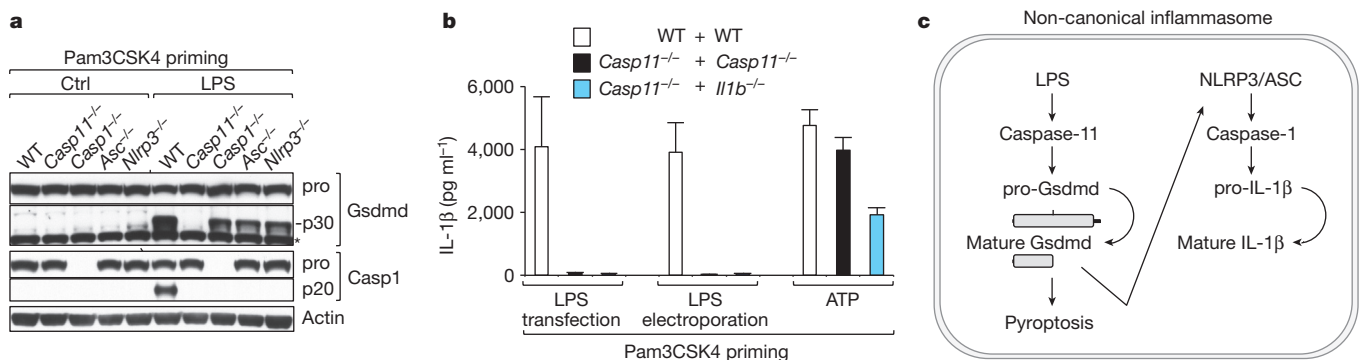 a
Pam3CSK4 priming
Ctrl LPS
WT Casp11–/– Casp1–/– Asc–/– Nlrp3–/– WT Casp11–/– Casp1–/– Asc–/– Nlrp3–/–
pro
-p30
*
Gsdmd
pro
p20
Casp1
Actin
b
WT + WT
Casp11–/– + Casp11–/–
Casp11–/– + Il1b–/–
IL-1β (pg ml–1)
6,000
4,000
2,000
0
LPS transfection
LPS electroporation
ATP
Pam3CSK4 priming
c
Non-canonical inflammasome
LPS
Caspase-11
pro-Gsdmd
Mature Gsdmd
Pyroptosis
NLRP3/ASC
Caspase-1
pro-IL-1β
Mature IL-1β